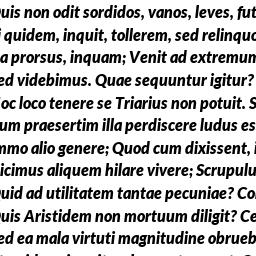 uis non odit sordidos, vanos, leves, fut
i quidem, inquit, tollerem, sed relinquo
a prorsus, inquam; Venit ad extremum
ed videbimus. Quae sequuntur igitur?
oc loco tenere se Triarius non potuit. S
um praesertim illa perdiscere ludus es
mmo alio genere; Quod cum dixissent, i
icimus aliquem hilare vivere; Scrupulu
uid ad utilitatem tantae pecuniae? Co
uis Aristidem non mortuum diligit? Ce
ed ea mala virtuti magnitudine obrueb